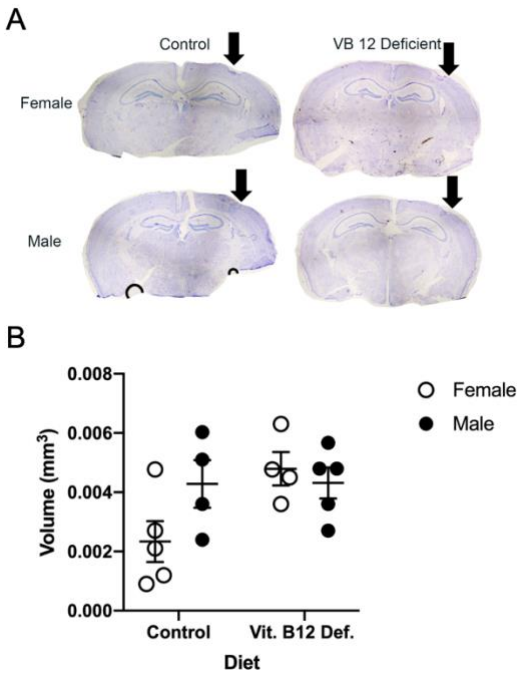 A
Control
VB 12 Deficient
Female
Male
B
0.008
0.006
0.004
0.002
0.000
Volume (mm³)
Control
Vit. B12 Def.
Diet
Female
Male